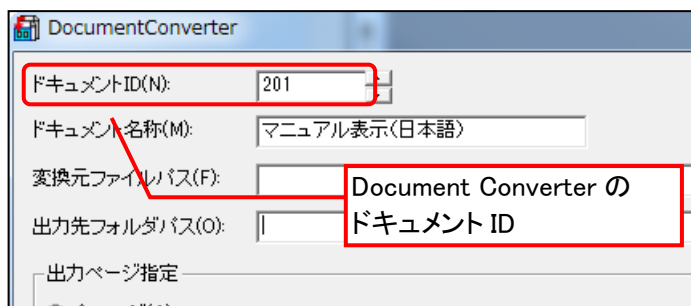 DocumentConverter
ドキュメントID(N): 201
ドキュメント名称(M): マニュアル表示(日本語)
変換元ファイルパス(F):
Document Converter の
ドキュメント ID
出力先フォルダパス(O):
出力ページ指定